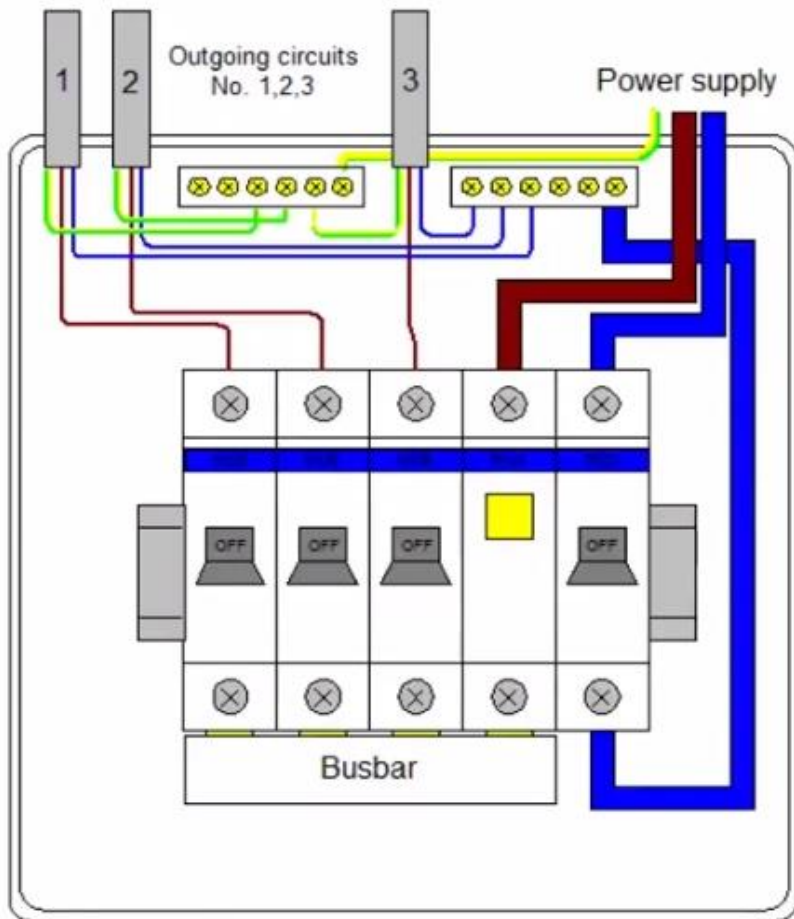 1
2
Outgoing circuits
No. 1,2,3
3
Power supply
OFF
OFF
OFF
OFF
Busbar